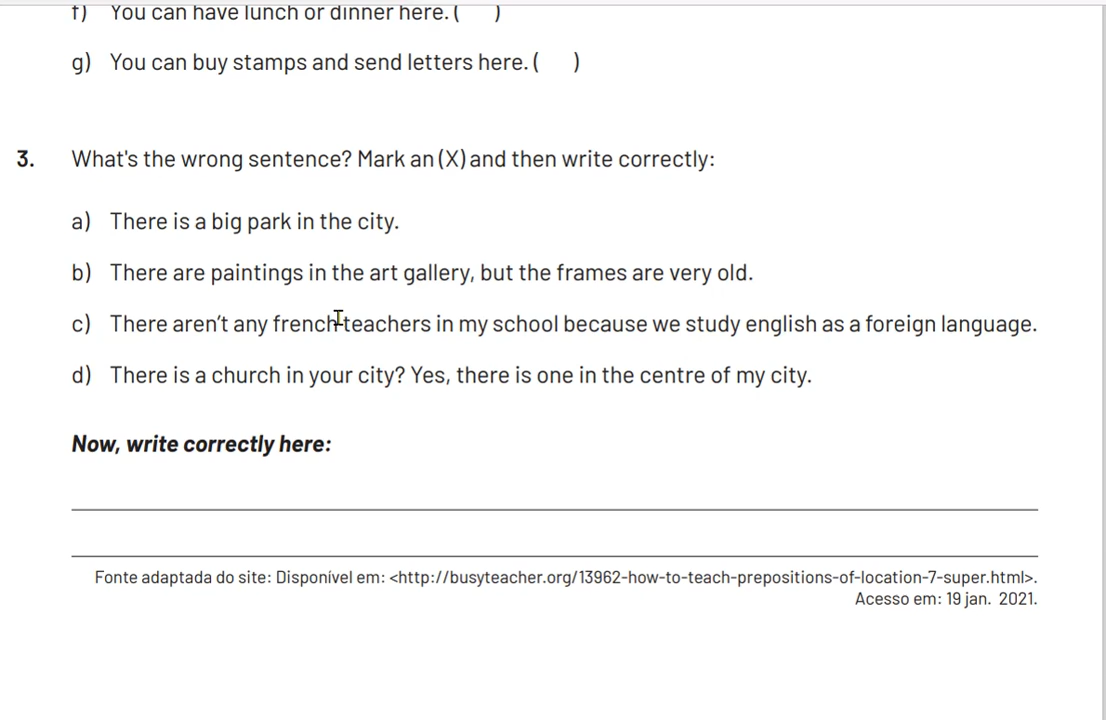 f) You can have lunch or dinner here. ( )
g) You can buy stamps and send letters here. ( )
3. What's the wrong sentence? Mark an (X) and then write correctly:
a) There is a big park in the city.
b) There are paintings in the art gallery, but the frames are very old.
c) There aren't any french teachers in my school because we study english as a foreign language.
d) There is a church in your city? Yes, there is one in the centre of my city.
Now, write correctly here:
Fonte adaptada do site: Disponível em: <http://busyteacher.org/13962-how-to-teach-prepositions-of-location-7-super.html>.
Acesso em: 19 jan. 2021.